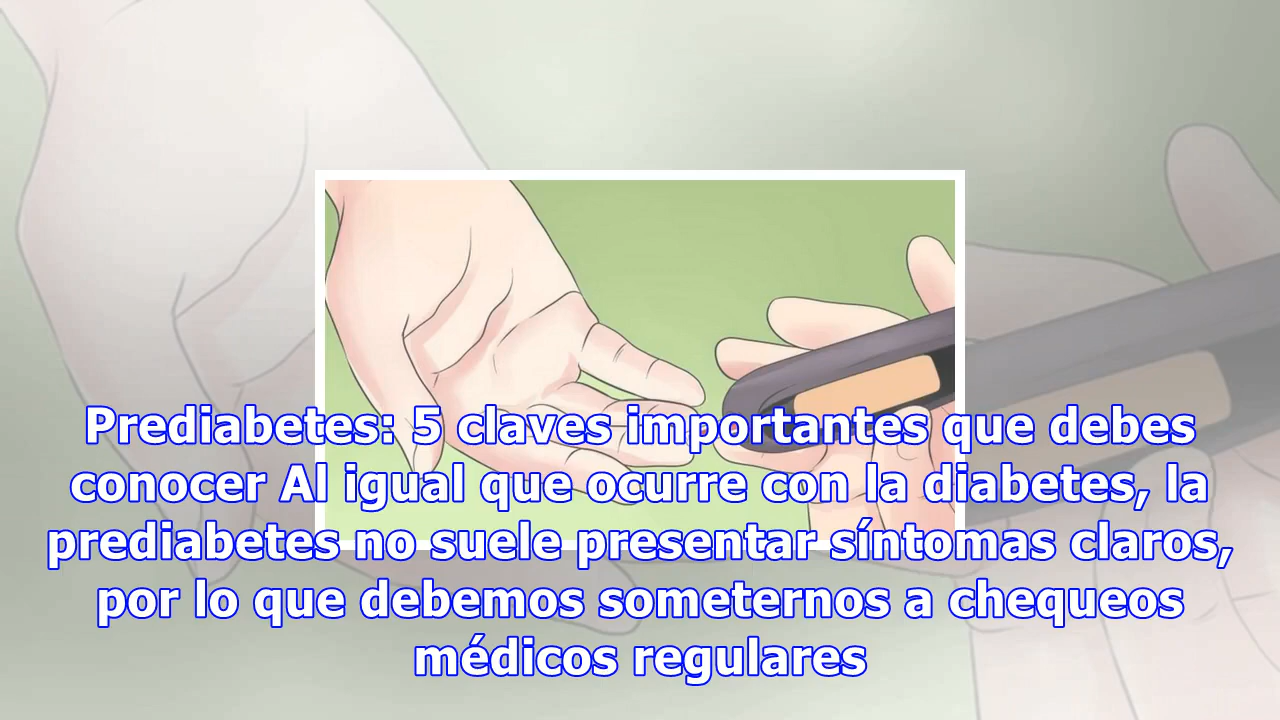 Prediabetes: 5 claves importantes que debes
conocer Al igual que ocurre con la diabetes, la
prediabetes no suele presentar síntomas claros,
por lo que debemos someternos a chequeos
médicos regulares